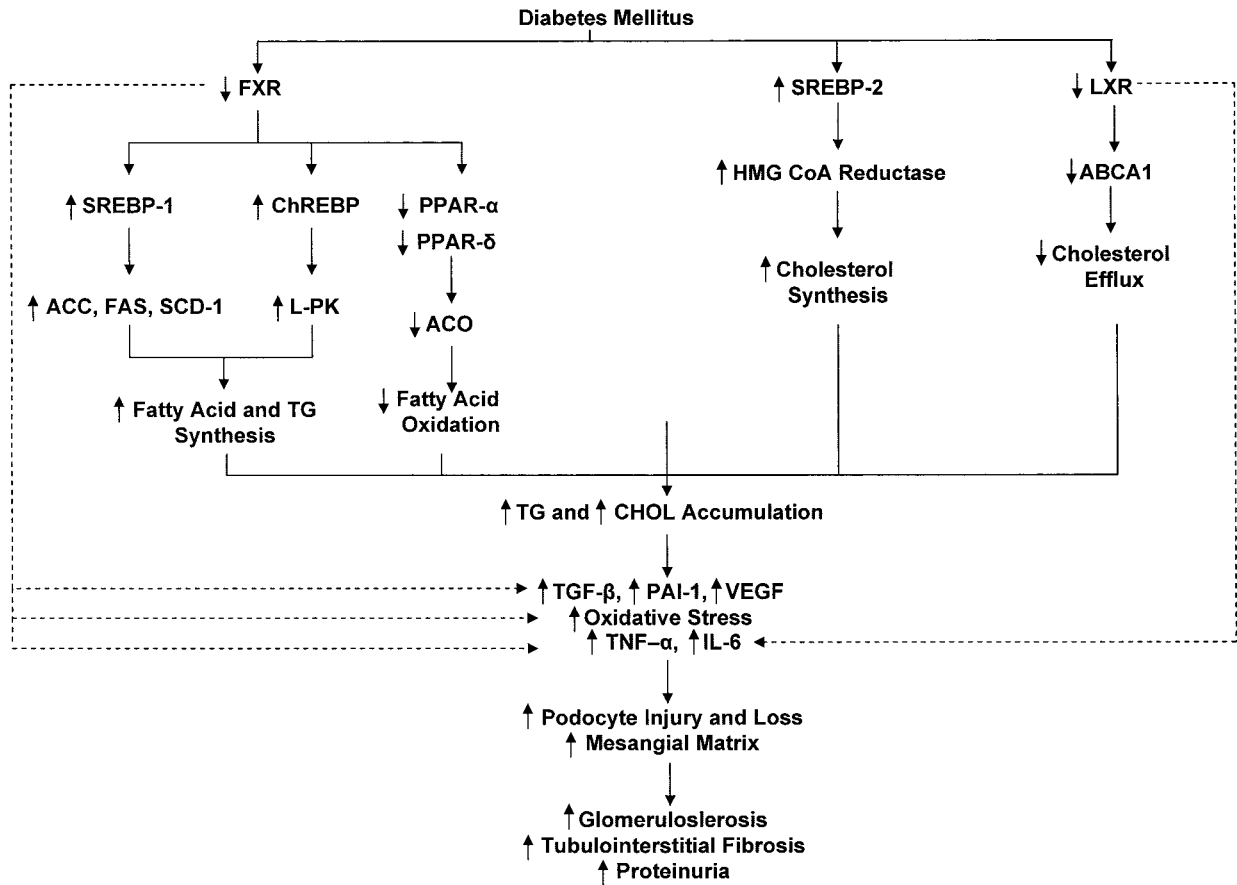 Diabetes Mellitus
↓ FXR
↑ SREBP-2
↓ LXR
↑ HMG CoA Reductase
↓ ABCA1
↑ SREBP-1
↑ ChREBP
↓ PPAR-α
↓ PPAR-δ
↑ Cholesterol
Synthesis
↓ Cholesterol
Efflux
↑ ACC, FAS, SCD-1
↑ L-PK
↓ ACO
↑ Fatty Acid and TG
Synthesis
↓ Fatty Acid
Oxidation
↑ TG and ↑ CHOL Accumulation
↑ TGF-β, ↑ PAI-1, ↑ VEGF
↑ Oxidative Stress
↑ TNF–α, ↑ IL-6
↑ Podocyte Injury and Loss
↑ Mesangial Matrix
↑ Glomeruloslerosis
↑ Tubulointerstitial Fibrosis
↑ Proteinuria